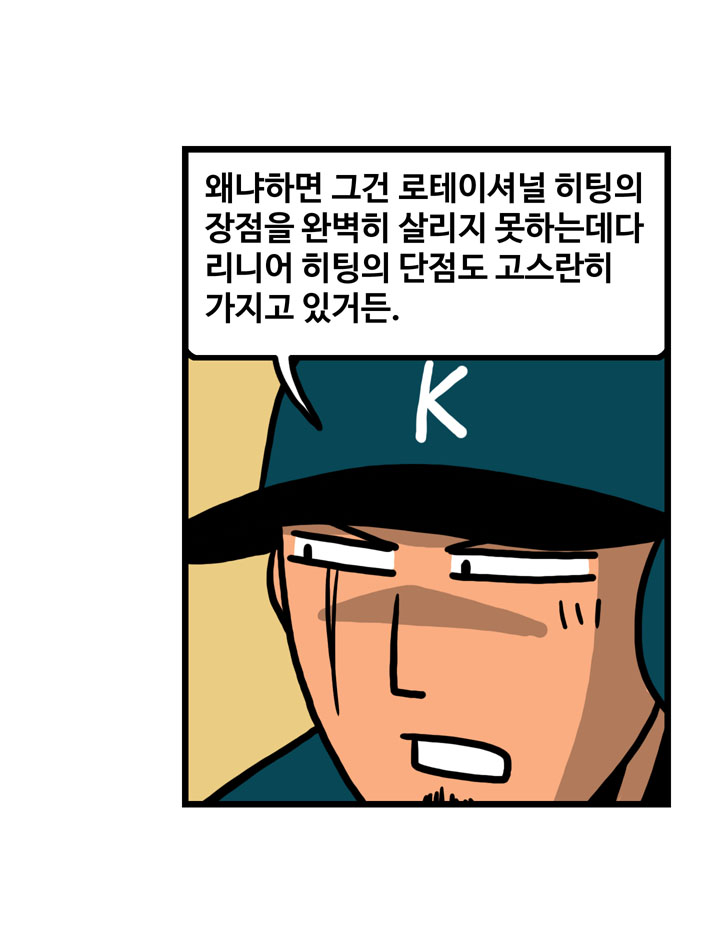 왜냐하면 그건 로테이셔널 히팅의
장점을 완벽히 살리지 못하는데다
리니어 히팅의 단점도 고스란히
가지고 있거든.
K